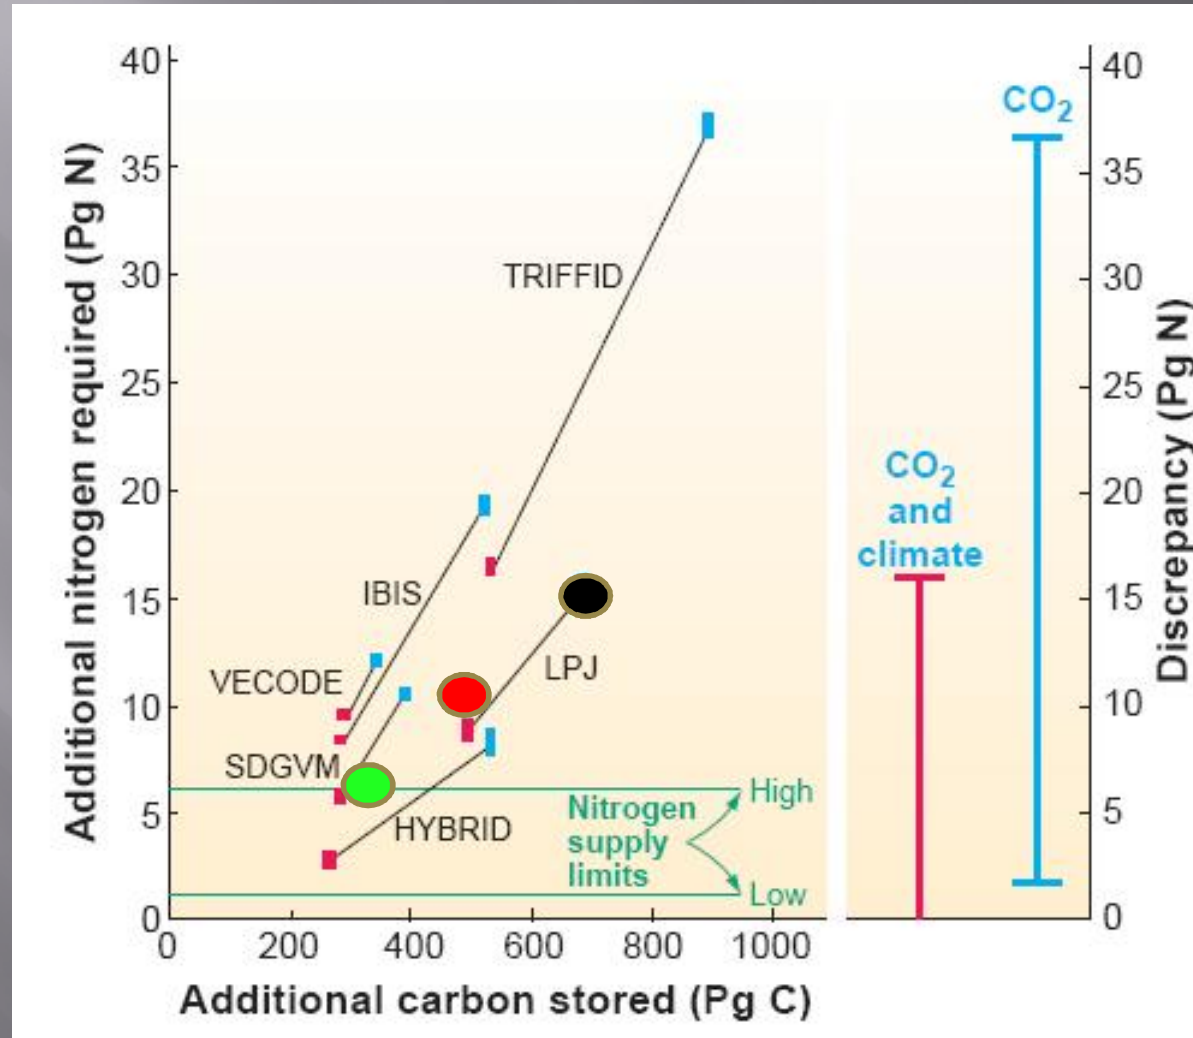 40
35
30
25
20
15
10
5
0
Additional nitrogen required (Pg N)
0 200 400 600 800 1000
Additional carbon stored (Pg C)
TRIFFID
IBIS
VECODE
LPJ
SDGVM
HYBRID
Nitrogen
supply
limits
High
Low
CO₂
and
climate
CO₂
40
35
30
25
20
15
10
5
0
Discrepancy (Pg N)